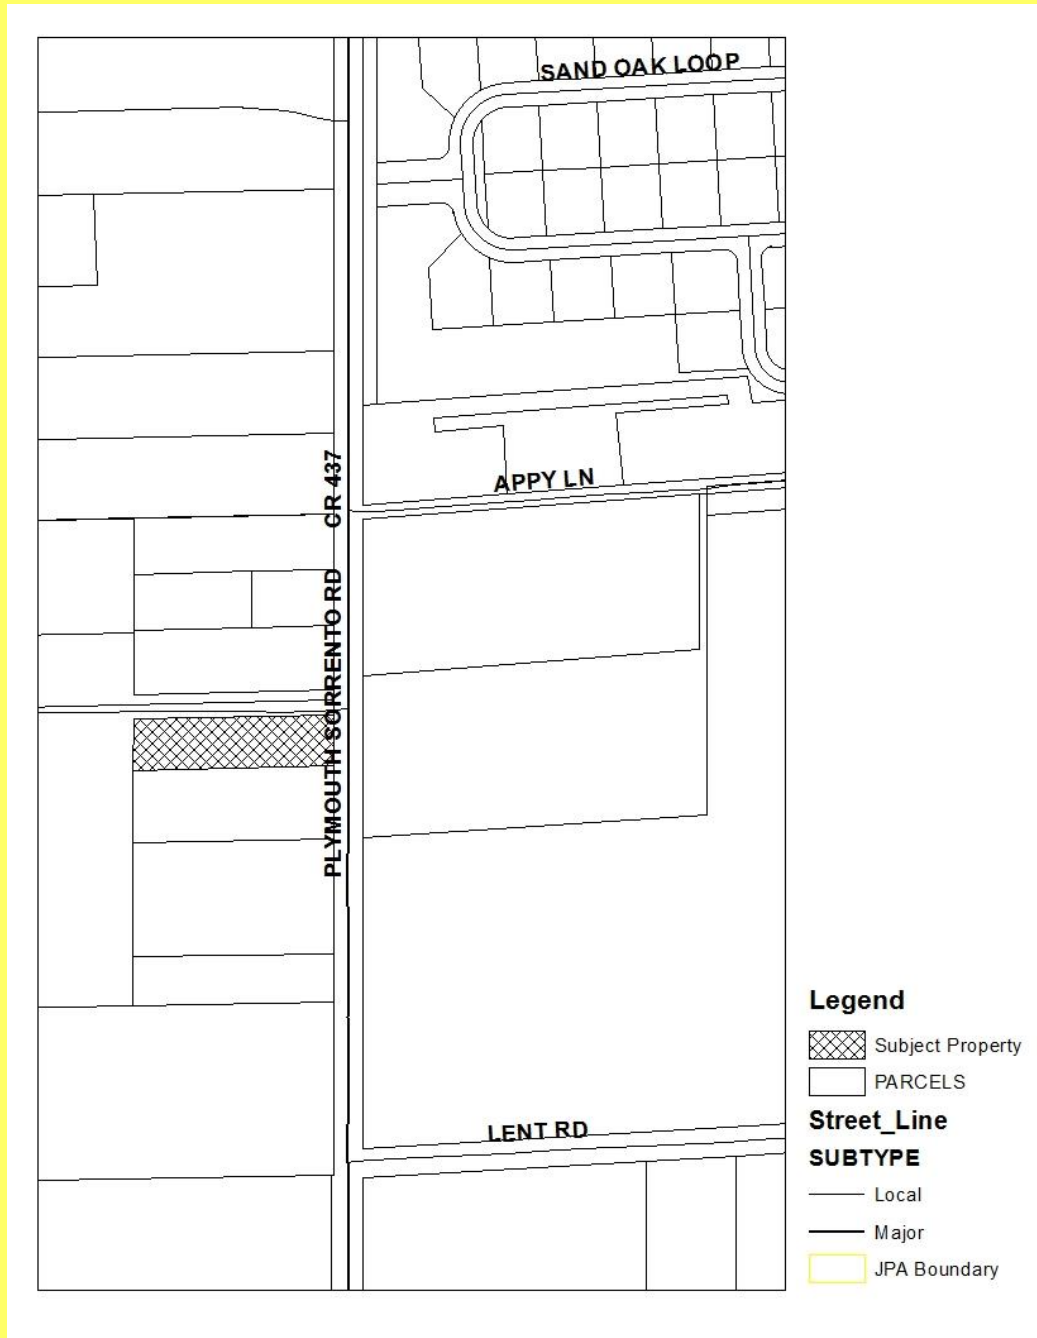 SAND OAK LOOP
APPY LN
PLYMOUTH SORRENTO RD CR 437
LENT RD
Legend
Subject Property
PARCELS
Street_Line
SUBTYPE
Local
Major
JPA Boundary